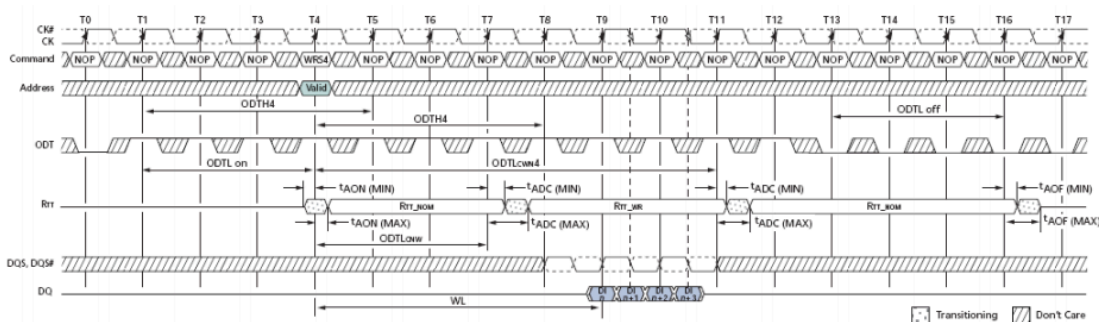 T0 T1 T2 T3 T4 T5 T6 T7 T8 T9 T10 T11 T12 T13 T14 T15 T16 T17
CK#
CK
Command NOP NOP NOP NOP WRS4 NOP NOP NOP NOP NOP NOP NOP NOP NOP NOP NOP NOP NOP
Address Valid
ODTH4 ODTL off
ODTH4
ODT
ODTL on ODTLCWN4
tAON (MIN) tADC (MIN) tADC (MIN) tAOF (MIN)
RTT RTT_NOM RTT_WR RTT_NOM
tAON (MAX) tADC (MAX) tADC (MAX) tAOF (MAX)
ODTLCNW
DQS, DQS#
DQ DI n DI n + 1 DI n + 2 DI n + 3
WL
Transitioning Don't Care